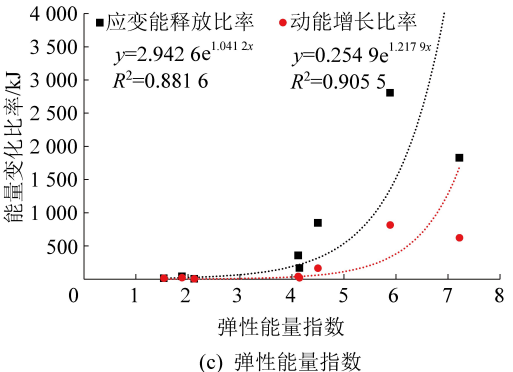 4 000
3 500
3 000
2 500
2 000
1 500
1 000
500
能量变化比率/kJ
■应变能释放比率
y=2.942 6e^1.041 2x
R²=0.881 6
●动能增长比率
y=0.254 9e^1.217 9x
R²=0.905 5
0 1 2 3 4 5 6 7 8
弹性能量指数
(c) 弹性能量指数